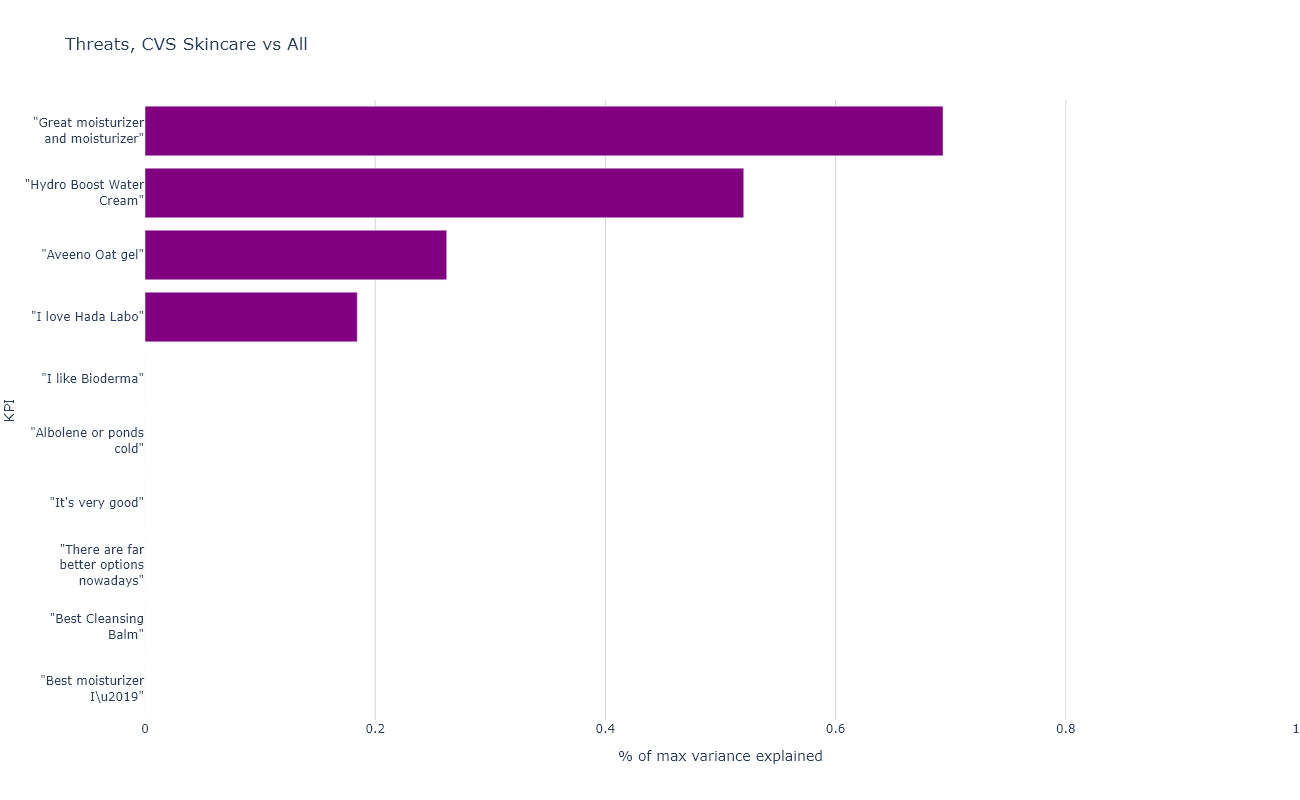 Threats, CVS Skincare vs All
"Great moisturizer
and moisturizer"
"Hydro Boost Water
Cream"
"Aveeno Oat gel"
"I love Hada Labo"
"I like Bioderma"
"Albolene or ponds
cold"
"It's very good"
"There are far
better options
nowadays"
"Best Cleansing
Balm"
"Best moisturizer
I\u2019"
KPI
0 0.2 0.4 0.6 0.8 1
% of max variance explained